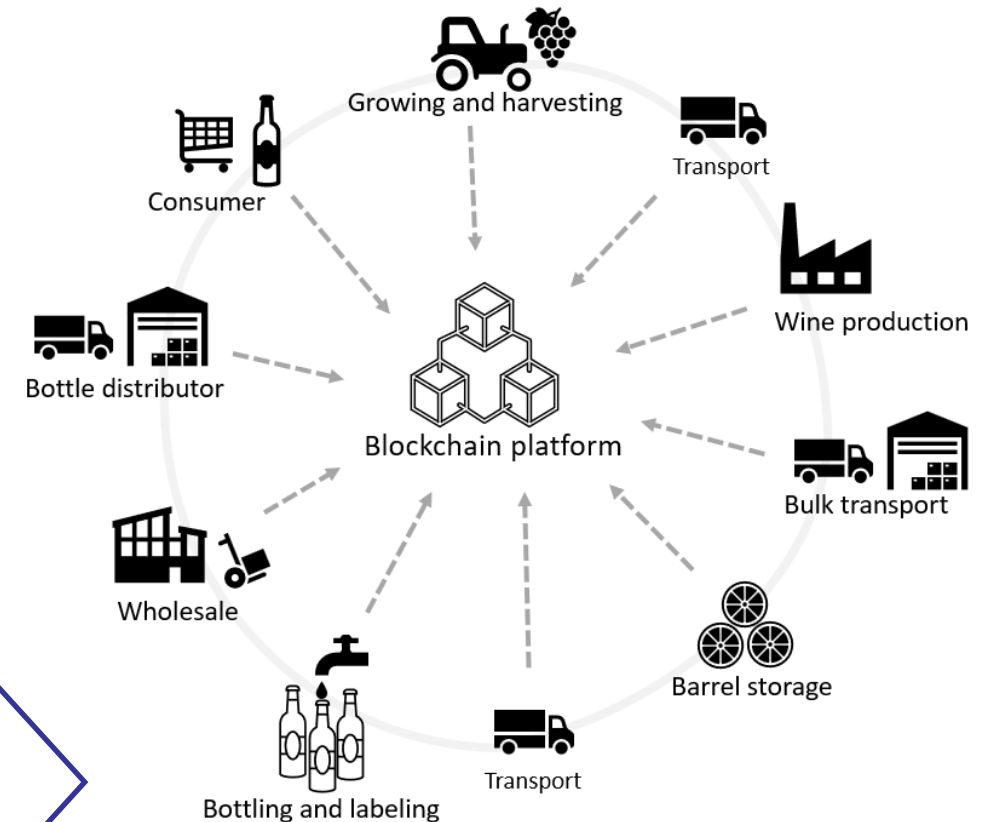 Growing and harvesting
Transport
Consumer
Wine production
Bottle distributor
Blockchain platform
Bulk transport
Wholesale
Barrel storage
Transport
Bottling and labeling